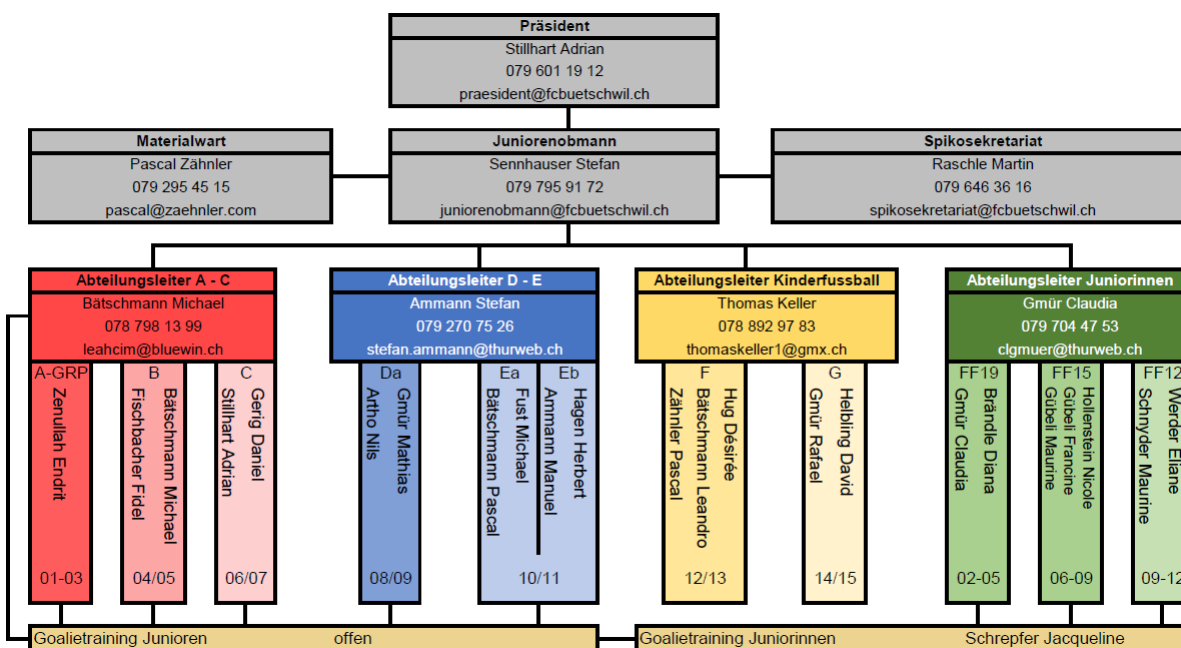 Präsident
Stillhart Adrian
079 601 19 12
praesident@fcbuetschwil.ch
Materialwart
Pascal Zähnler
079 295 45 15
pascal@zaehnler.com
Juniorenobmann
Sennhauser Stefan
079 795 91 72
juniorenobmann@fcbuetschwil.ch
Spikosekretariat
Raschle Martin
079 646 36 16
spikosekretariat@fcbuetschwil.ch
Abteilungsleiter A - C
Bätschmann Michael
078 798 13 99
leahcim@bluewin.ch
A-GRP
Zenullah Endrit
01-03
B
Bätschmann Michael
Fischbacher Fidel
04/05
C
Gerig Daniel
Stillhart Adrian
06/07
Abteilungsleiter D - E
Ammann Stefan
079 270 75 26
stefan.ammann@thurweb.ch
Da
Gmür Mathias
Artho Nils
08/09
Ea
Fust Michael
Bätschmann Pascal
Eb
Hagen Herbert
Ammann Manuel
10/11
Abteilungsleiter Kinderfussball
Thomas Keller
078 892 97 83
thomaskeller1@gmx.ch
F
Hug Désirée
Bätschmann Leandro
Zähnler Pascal
12/13
G
Helbling David
Gmür Rafael
14/15
Abteilungsleiter Juniorinnen
Gmür Claudia
079 704 47 53
clgmuer@thurweb.ch
FF19
Brändle Diana
Gmür Claudia
02-05
FF15
Hollenstein Nicole
Gübeli Francine
Gübeli Maurine
06-09
FF12
Werder Eliane
Schnyder Maurine
09-12
Goalietraining Junioren offen
Goalietraining Juniorinnen Schrepfer Jacqueline